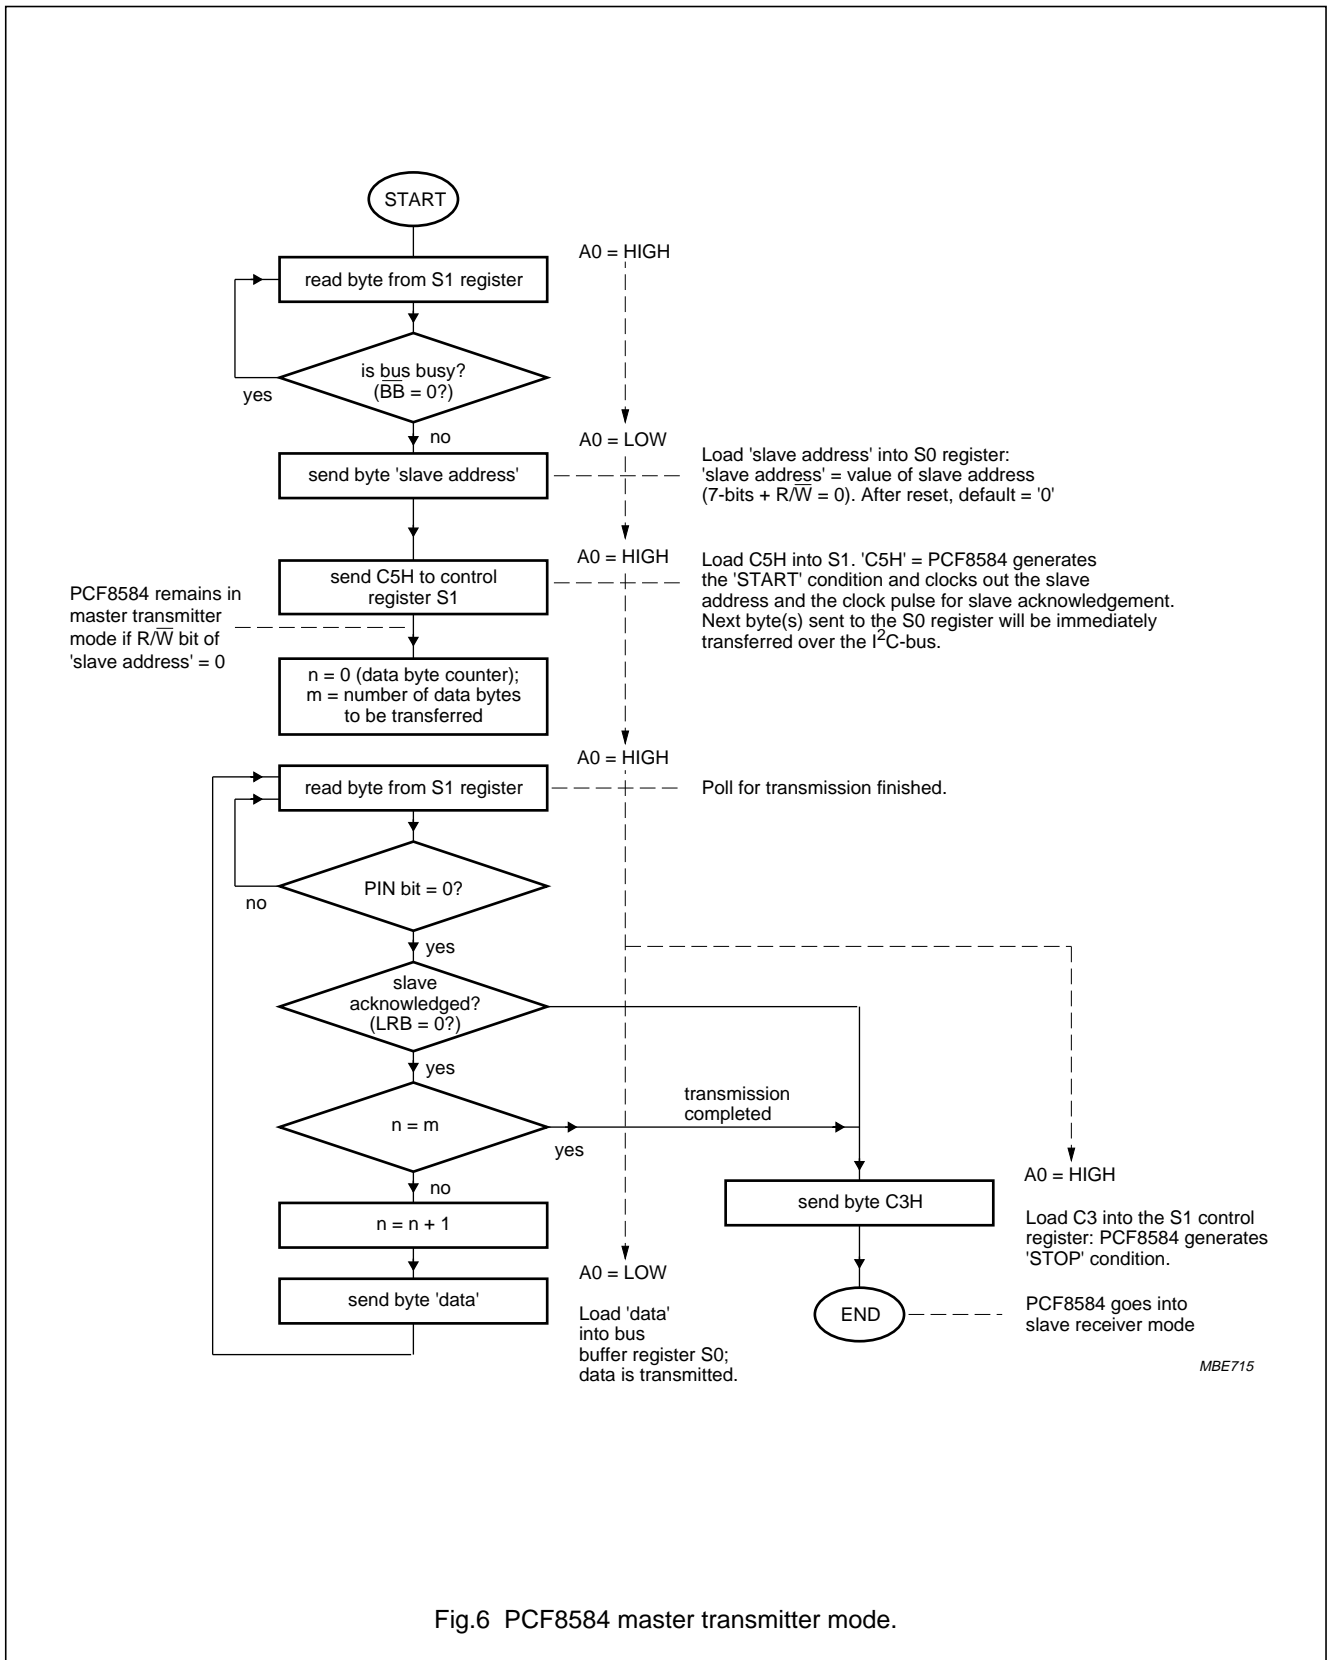 START
A0 = HIGH
read byte from S1 register
is bus busy?
(B̅B̅ = 0?)
yes
no
A0 = LOW
send byte 'slave address'
Load 'slave address' into S0 register:
'slave address' = value of slave address
(7-bits + R/W̅ = 0). After reset, default = '0'
A0 = HIGH
send C5H to control
register S1
Load C5H into S1. 'C5H' = PCF8584 generates
the 'START' condition and clocks out the slave
address and the clock pulse for slave acknowledgement.
Next byte(s) sent to the S0 register will be immediately
transferred over the I²C-bus.
PCF8584 remains in
master transmitter
mode if R/W̅ bit of
'slave address' = 0
n = 0 (data byte counter);
m = number of data bytes
to be transferred
A0 = HIGH
read byte from S1 register
Poll for transmission finished.
PIN bit = 0?
no
yes
slave
acknowledged?
(LRB = 0?)
yes
n = m
yes
transmission
completed
no
n = n + 1
send byte 'data'
A0 = LOW
Load 'data'
into bus
buffer register S0;
data is transmitted.
send byte C3H
A0 = HIGH
Load C3 into the S1 control
register: PCF8584 generates
'STOP' condition.
END
PCF8584 goes into
slave receiver mode
MBE715
Fig.6 PCF8584 master transmitter mode.